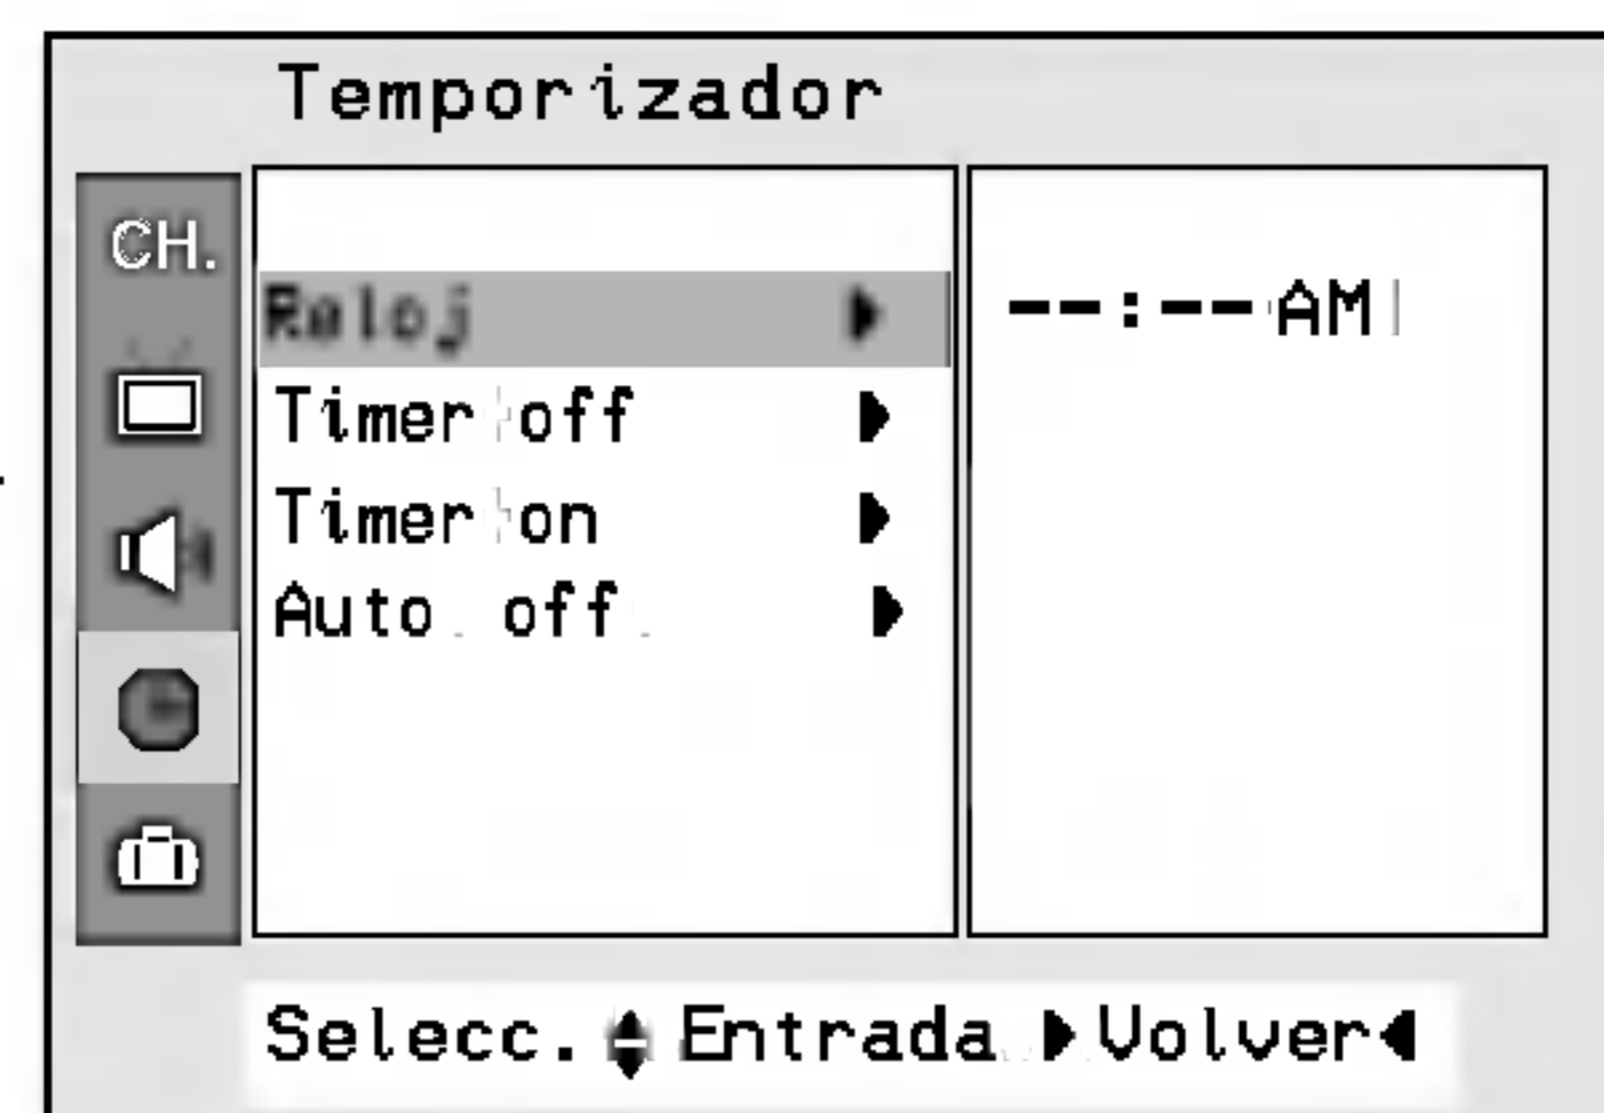 Temporizador
CH.
Reloj
--:-- AM
Timer off
Timer on
Auto off
Selecc. Entrada Volver